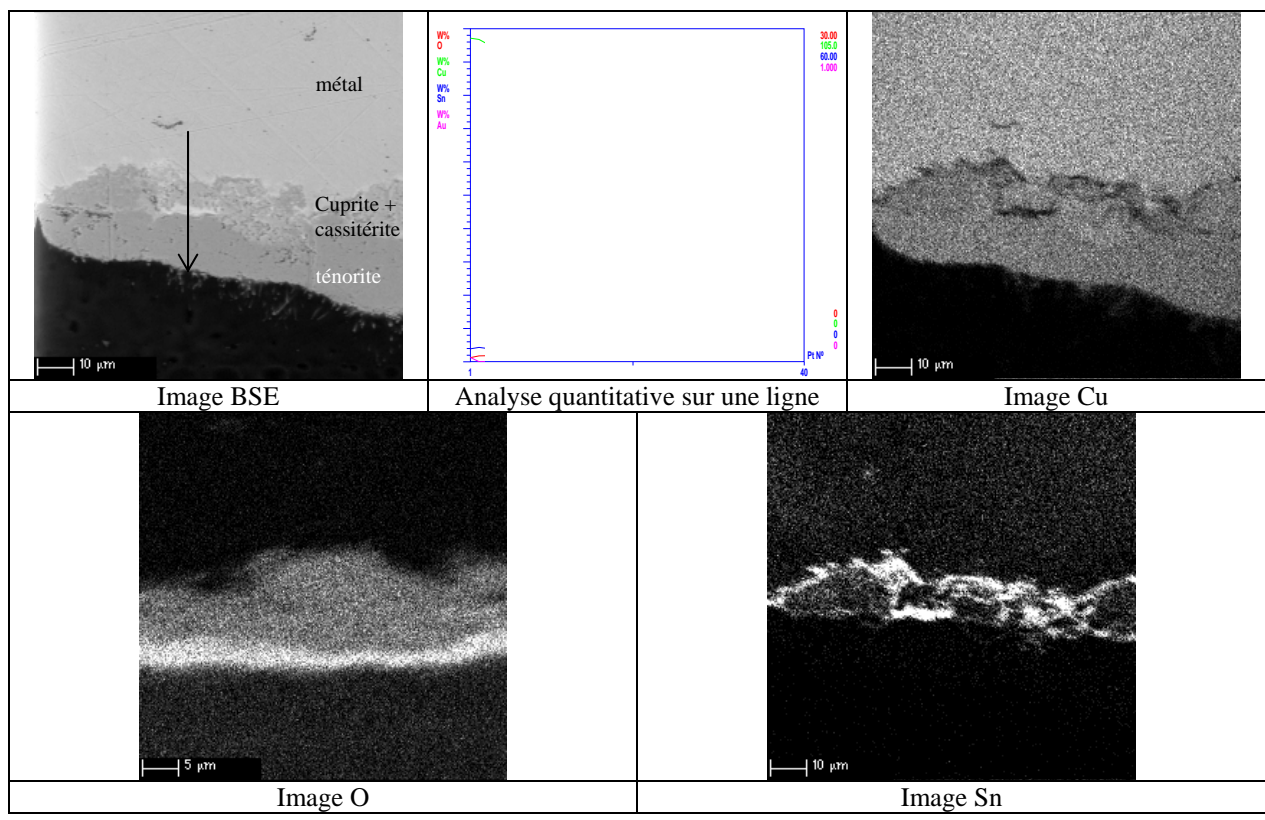 métal
Cuprite +
cassitérite
ténorite
10 µm
W%
O
W%
Cu
W%
Sn
W%
Au
30.00
105.0
60.00
1.000
0
0
0
0
Pt Nº
1
40
10 µm
Image BSE
Analyse quantitative sur une ligne
Image Cu
5 µm
10 µm
Image O
Image Sn